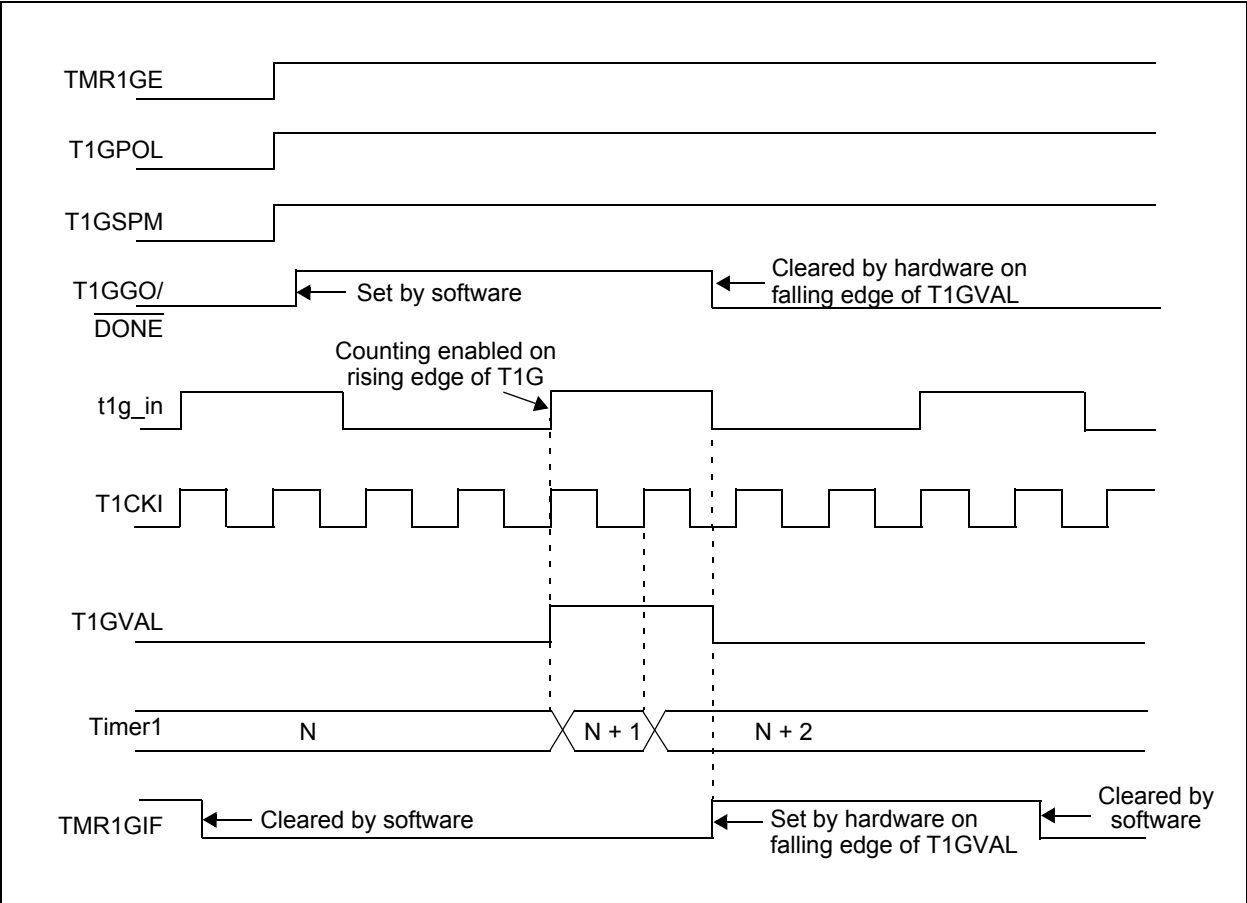 TMR1GE
T1GPOL
T1GSPM
T1GGO/
DONE
Set by software
Cleared by hardware on
falling edge of T1GVAL
Counting enabled on
rising edge of T1G
t1g_in
T1CKI
T1GVAL
Timer1
N
N + 1
N + 2
TMR1GIF
Cleared by software
Set by hardware on
falling edge of T1GVAL
Cleared by
software